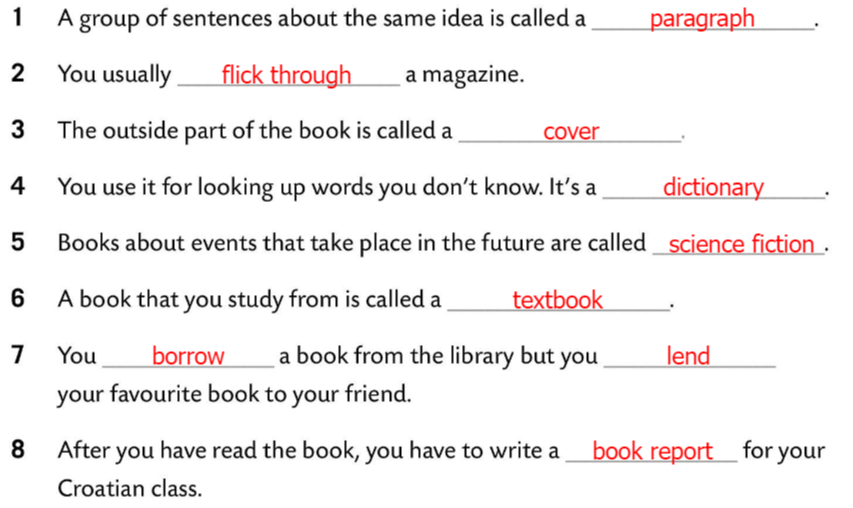 1 A group of sentences about the same idea is called a paragraph.
2 You usually flick through a magazine.
3 The outside part of the book is called a cover.
4 You use it for looking up words you don't know. It's a dictionary.
5 Books about events that take place in the future are called science fiction.
6 A book that you study from is called a textbook.
7 You borrow a book from the library but you lend
your favourite book to your friend.
8 After you have read the book, you have to write a book report for your
Croatian class.